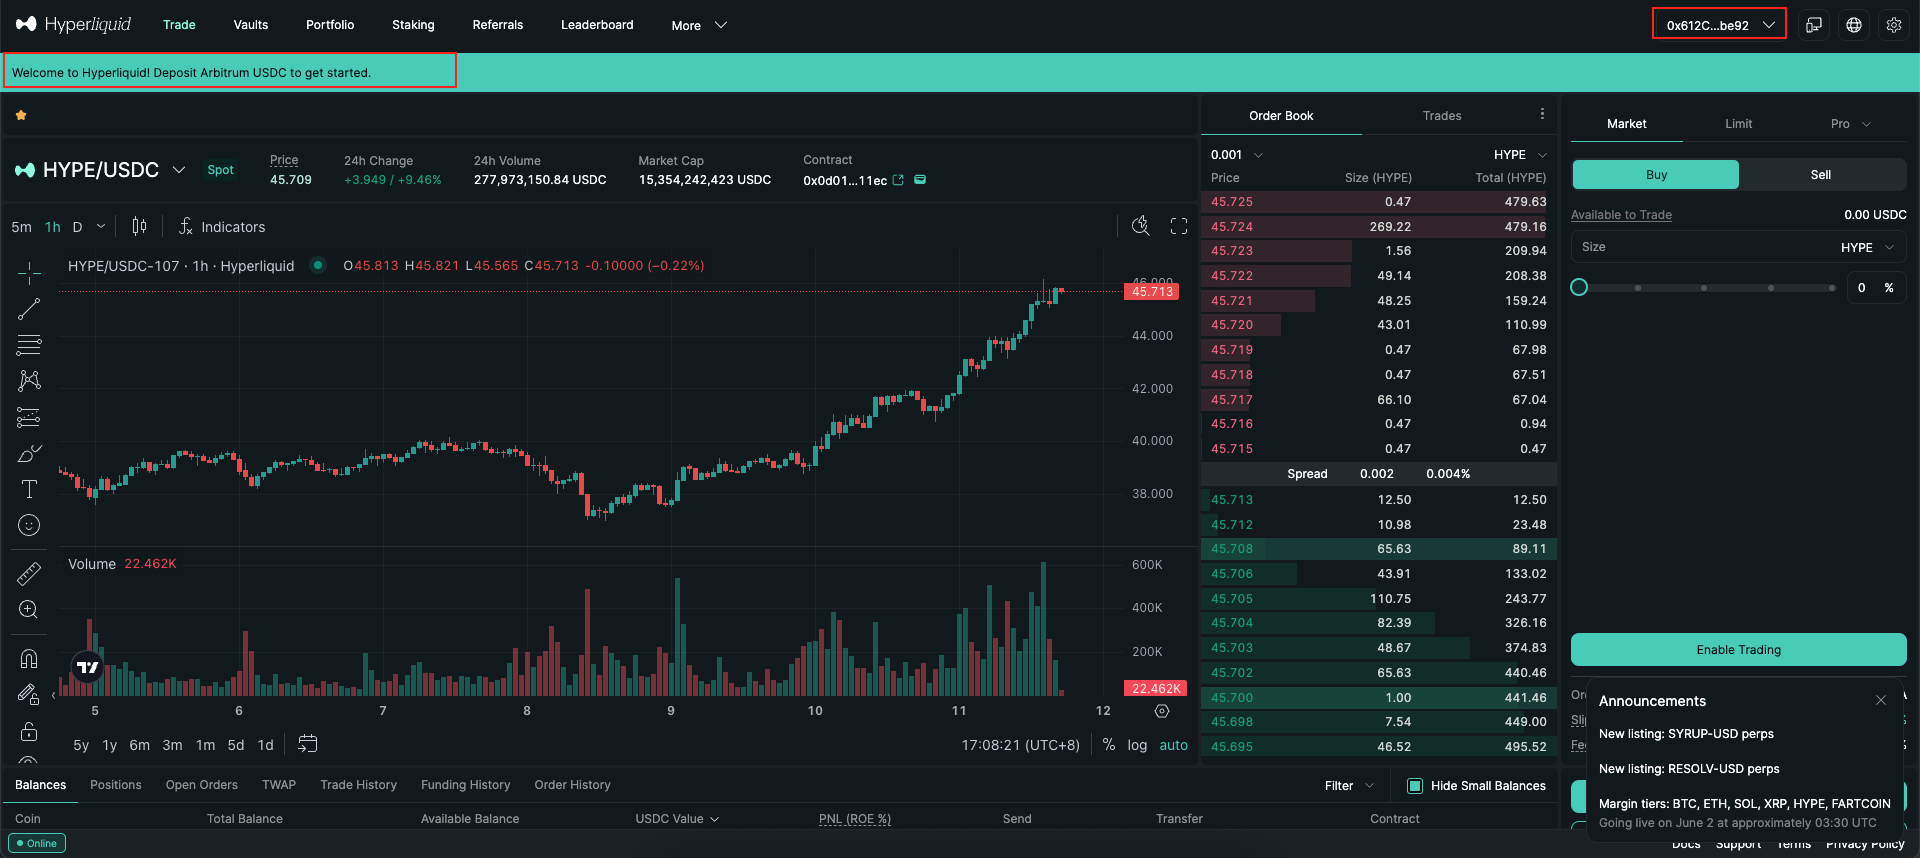 Hyperliquid Trade Vaults Portfolio Staking Referrals Leaderboard More 0x612C...be92
Welcome to Hyperliquid! Deposit Arbitrum USDC to get started.
HYPE/USDC Spot
Price 24h Change 24h Volume Market Cap Contract
45.709 +3.949 / +9.46% 277,973,150.84 USDC 15,354,242,423 USDC 0x0d01...11ec
5m 1h D Indicators
HYPE/USDC-107 · 1h · Hyperliquid O45.813 H45.821 L45.565 C45.713 -0.10000 (−0.22%)
46.000
45.713
44.000
42.000
40.000
38.000
Volume 22.462K
600K
400K
200K
22.462K
5 6 7 8 9 10 11 12
5y 1y 6m 3m 1m 5d 1d 17:08:21 (UTC+8) % log auto
Order Book Trades
0.001 HYPE
Price Size (HYPE) Total (HYPE)
45.725 0.47 479.63
45.724 269.22 479.16
45.723 1.56 209.94
45.722 49.14 208.38
45.721 48.25 159.24
45.720 43.01 110.99
45.719 0.47 67.98
45.718 0.47 67.51
45.717 66.10 67.04
45.716 0.47 0.94
45.715 0.47 0.47
Spread 0.002 0.004%
45.713 12.50 12.50
45.712 10.98 23.48
45.708 65.63 89.11
45.706 43.91 133.02
45.705 110.75 243.77
45.704 82.39 326.16
45.703 48.67 374.83
45.702 65.63 440.46
45.700 1.00 441.46
45.698 7.54 449.00
45.695 46.52 495.52
Market Limit Pro
Buy Sell
Available to Trade 0.00 USDC
Size HYPE
0 %
Enable Trading
Announcements
New listing: SYRUP-USD perps
New listing: RESOLV-USD perps
Margin tiers: BTC, ETH, SOL, XRP, HYPE, FARTCOIN
Going live on June 2 at approximately 03:30 UTC
Balances Positions Open Orders TWAP Trade History Funding History Order History Filter Hide Small Balances
Coin Total Balance Available Balance USDC Value PNL (ROE %) Send Transfer Contract
Online Docs Support Terms Privacy Policy